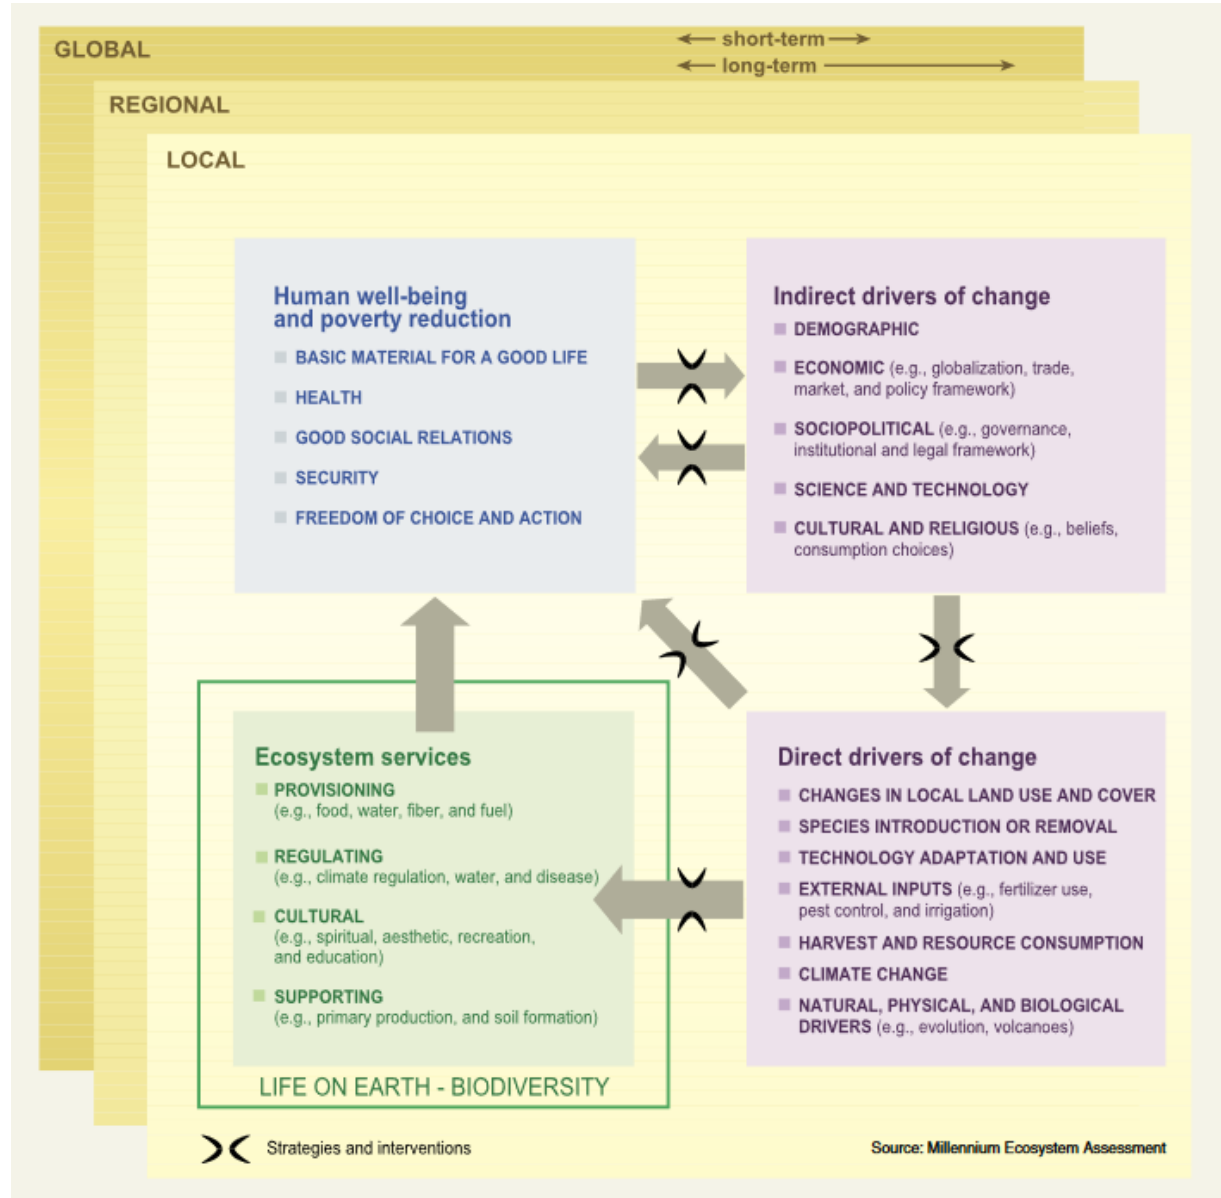 GLOBAL
short-term
long-term
REGIONAL
LOCAL
Human well-being
and poverty reduction
BASIC MATERIAL FOR A GOOD LIFE
HEALTH
GOOD SOCIAL RELATIONS
SECURITY
FREEDOM OF CHOICE AND ACTION
Indirect drivers of change
DEMOGRAPHIC
ECONOMIC (e.g., globalization, trade,
market, and policy framework)
SOCIOPOLITICAL (e.g., governance,
institutional and legal framework)
SCIENCE AND TECHNOLOGY
CULTURAL AND RELIGIOUS (e.g., beliefs,
consumption choices)
Ecosystem services
PROVISIONING
(e.g., food, water, fiber, and fuel)
REGULATING
(e.g., climate regulation, water, and disease)
CULTURAL
(e.g., spiritual, aesthetic, recreation,
and education)
SUPPORTING
(e.g., primary production, and soil formation)
LIFE ON EARTH - BIODIVERSITY
Direct drivers of change
CHANGES IN LOCAL LAND USE AND COVER
SPECIES INTRODUCTION OR REMOVAL
TECHNOLOGY ADAPTATION AND USE
EXTERNAL INPUTS (e.g., fertilizer use,
pest control, and irrigation)
HARVEST AND RESOURCE CONSUMPTION
CLIMATE CHANGE
NATURAL, PHYSICAL, AND BIOLOGICAL
DRIVERS (e.g., evolution, volcanoes)
Strategies and interventions
Source: Millennium Ecosystem Assessment